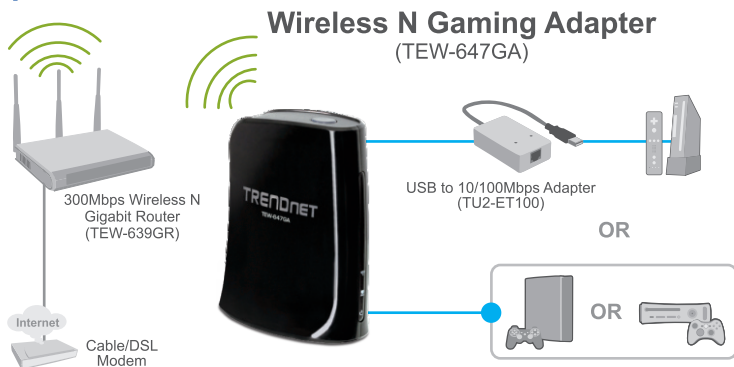 Wireless N Gaming Adapter
(TEW-647GA)
300Mbps Wireless N
Gigabit Router
(TEW-639GR)
TRENDNET
TEW-647GA
USB to 10/100Mbps Adapter
(TU2-ET100)
OR
OR
Internet
Cable/DSL
Modem